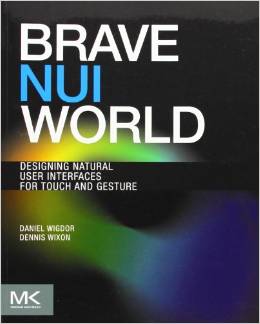 BRAVE
NUI
WORLD
DESIGNING NATURAL
USER INTERFACES
FOR TOUCH AND GESTURE
DANIEL WIGDOR
DENNIS WIXON
MK